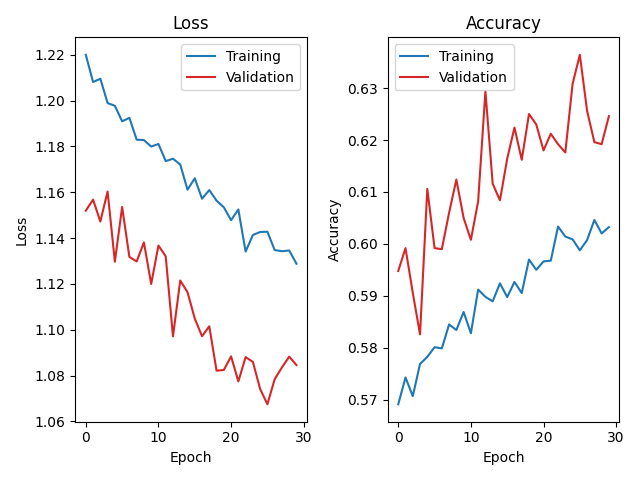 Loss
Training
Validation
1.22
1.20
1.18
1.16
1.14
1.12
1.10
1.08
1.06
0
10
20
30
Loss
Epoch
Accuracy
Training
Validation
0.63
0.62
0.61
0.60
0.59
0.58
0.57
0
10
20
30
Accuracy
Epoch